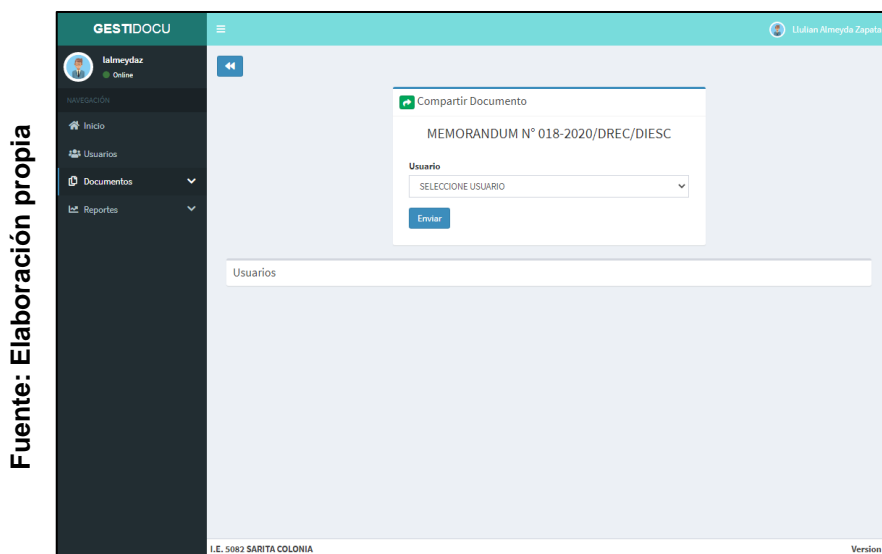 Fuente: Elaboración propia
GESTIDOCU
Llulian Almeyda Zapata
lalmeydaz
Online
NAVEGACIÓN
Inicio
Usuarios
Documentos
Reportes
Compartir Documento
MEMORANDUM N° 018-2020/DREC/DIESC
Usuario
SELECCIONE USUARIO
Enviar
Usuarios
I.E. 5082 SARITA COLONIA
Version